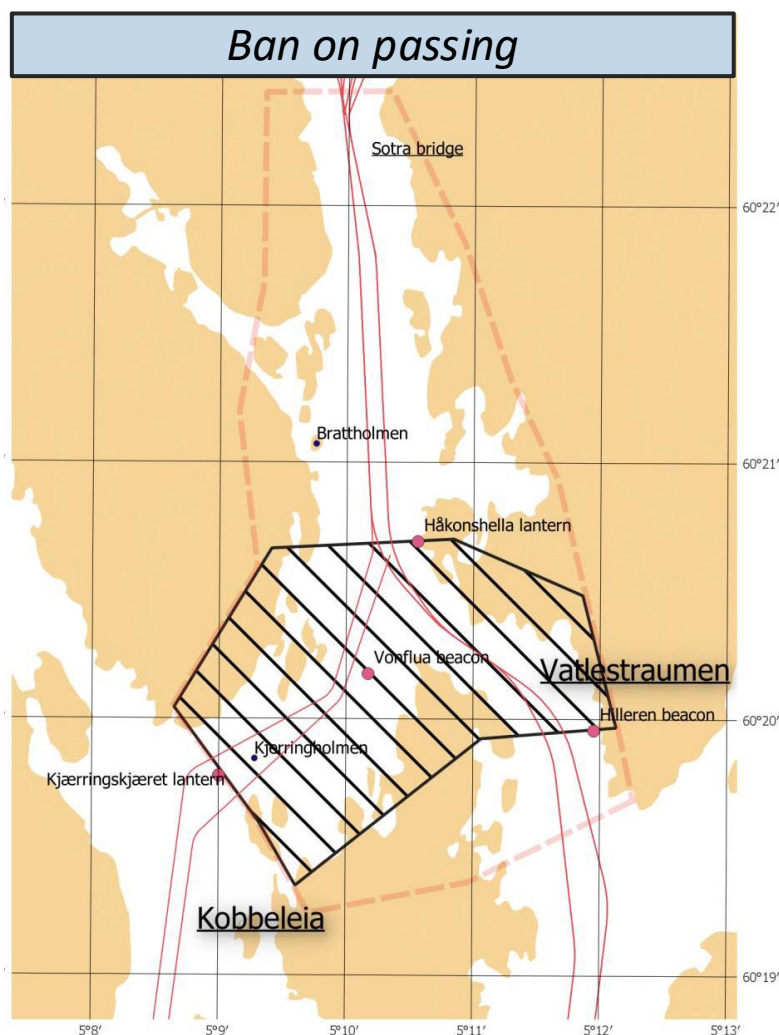 Ban on passing
Sotra bridge
60°22′
Brattholmen
60°21′
Håkonshella lantern
Vonflua beacon
Vatlestraumen
Hilleren beacon
60°20′
Kjerringholmen
Kjærringskjæret lantern
Kobbeleia
60°19′
5°8′ 5°9′ 5°10′ 5°11′ 5°12′ 5°13′